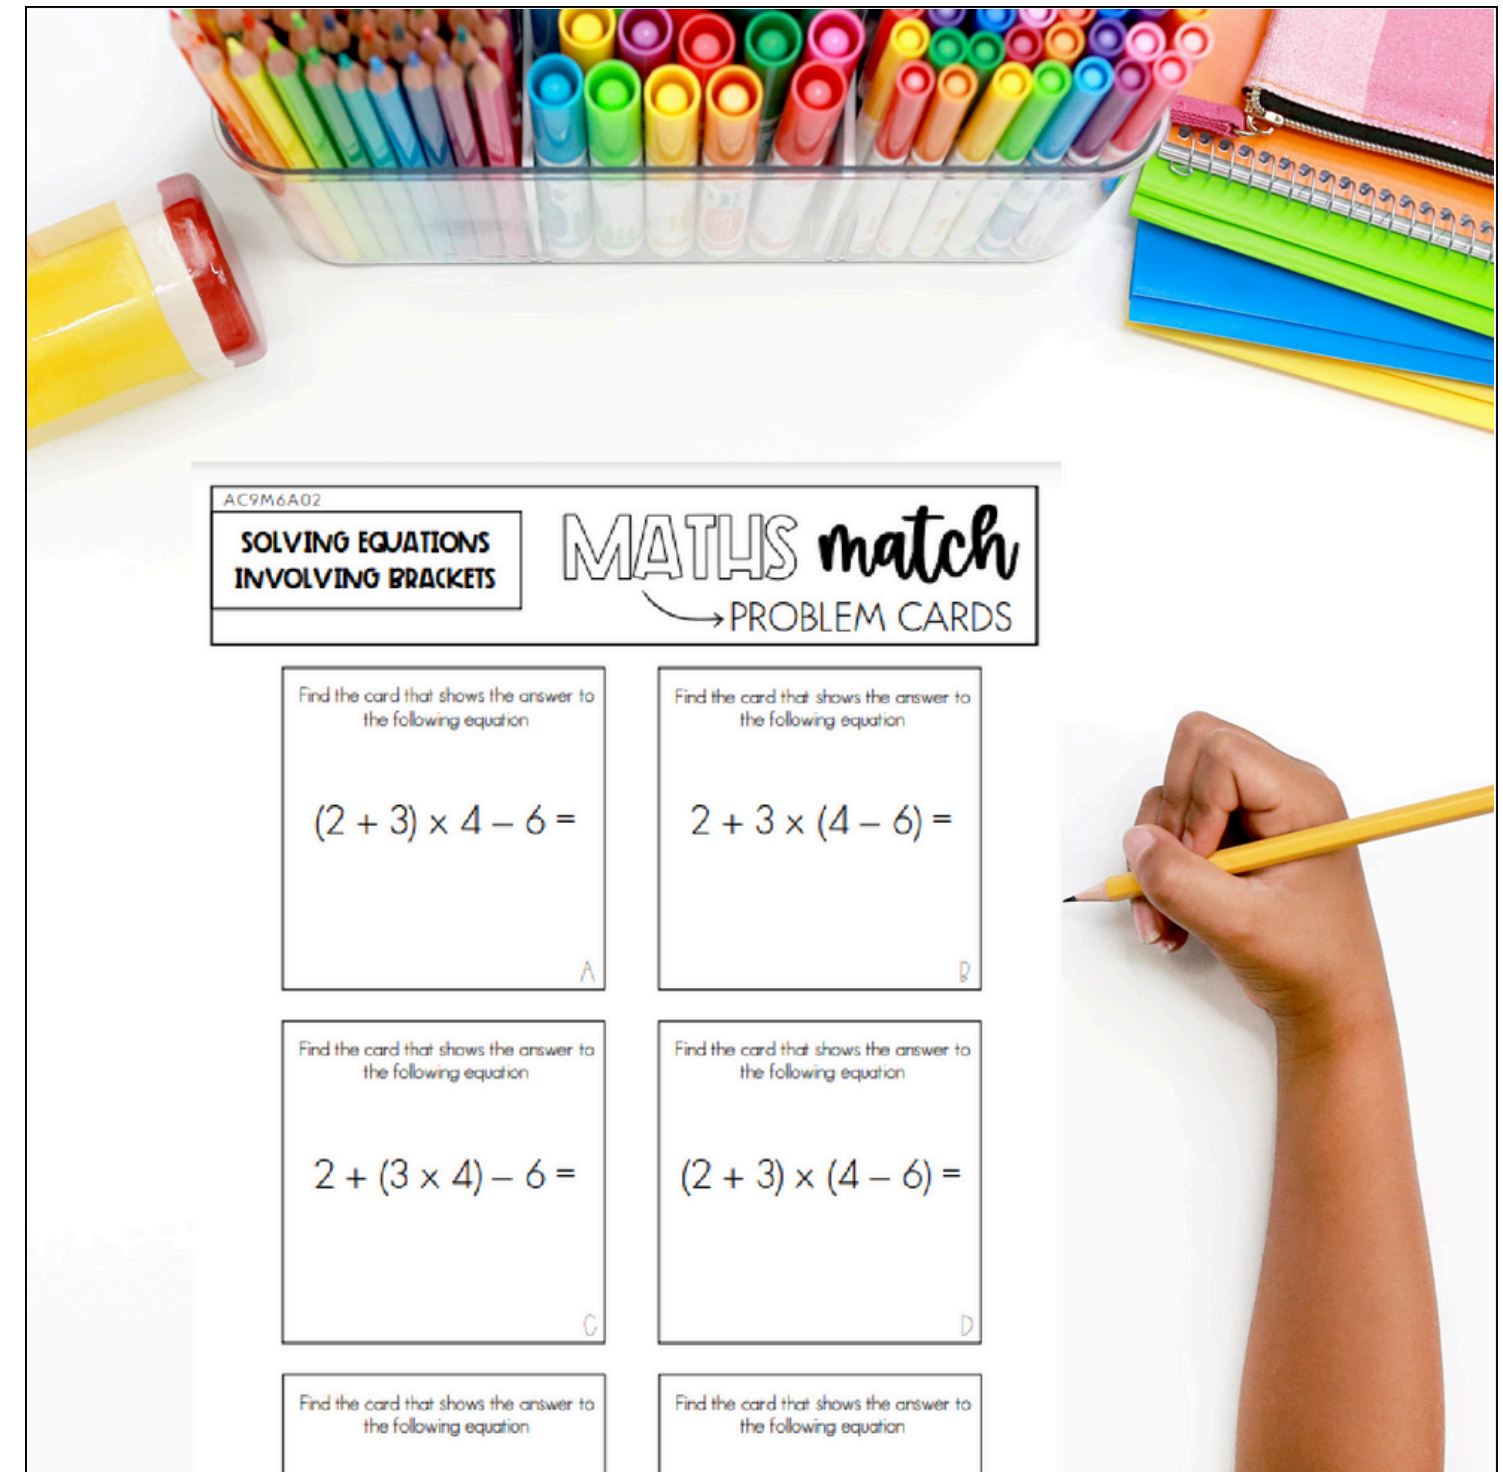 AC9M6A02
SOLVING EQUATIONS
INVOLVING BRACKETS
MATHS match
PROBLEM CARDS
Find the card that shows the answer to
the following equation
(2 + 3) × 4 – 6 =
A
Find the card that shows the answer to
the following equation
2 + 3 × (4 – 6) =
B
Find the card that shows the answer to
the following equation
2 + (3 × 4) – 6 =
C
Find the card that shows the answer to
the following equation
(2 + 3) × (4 – 6) =
D
Find the card that shows the answer to
the following equation
Find the card that shows the answer to
the following equation